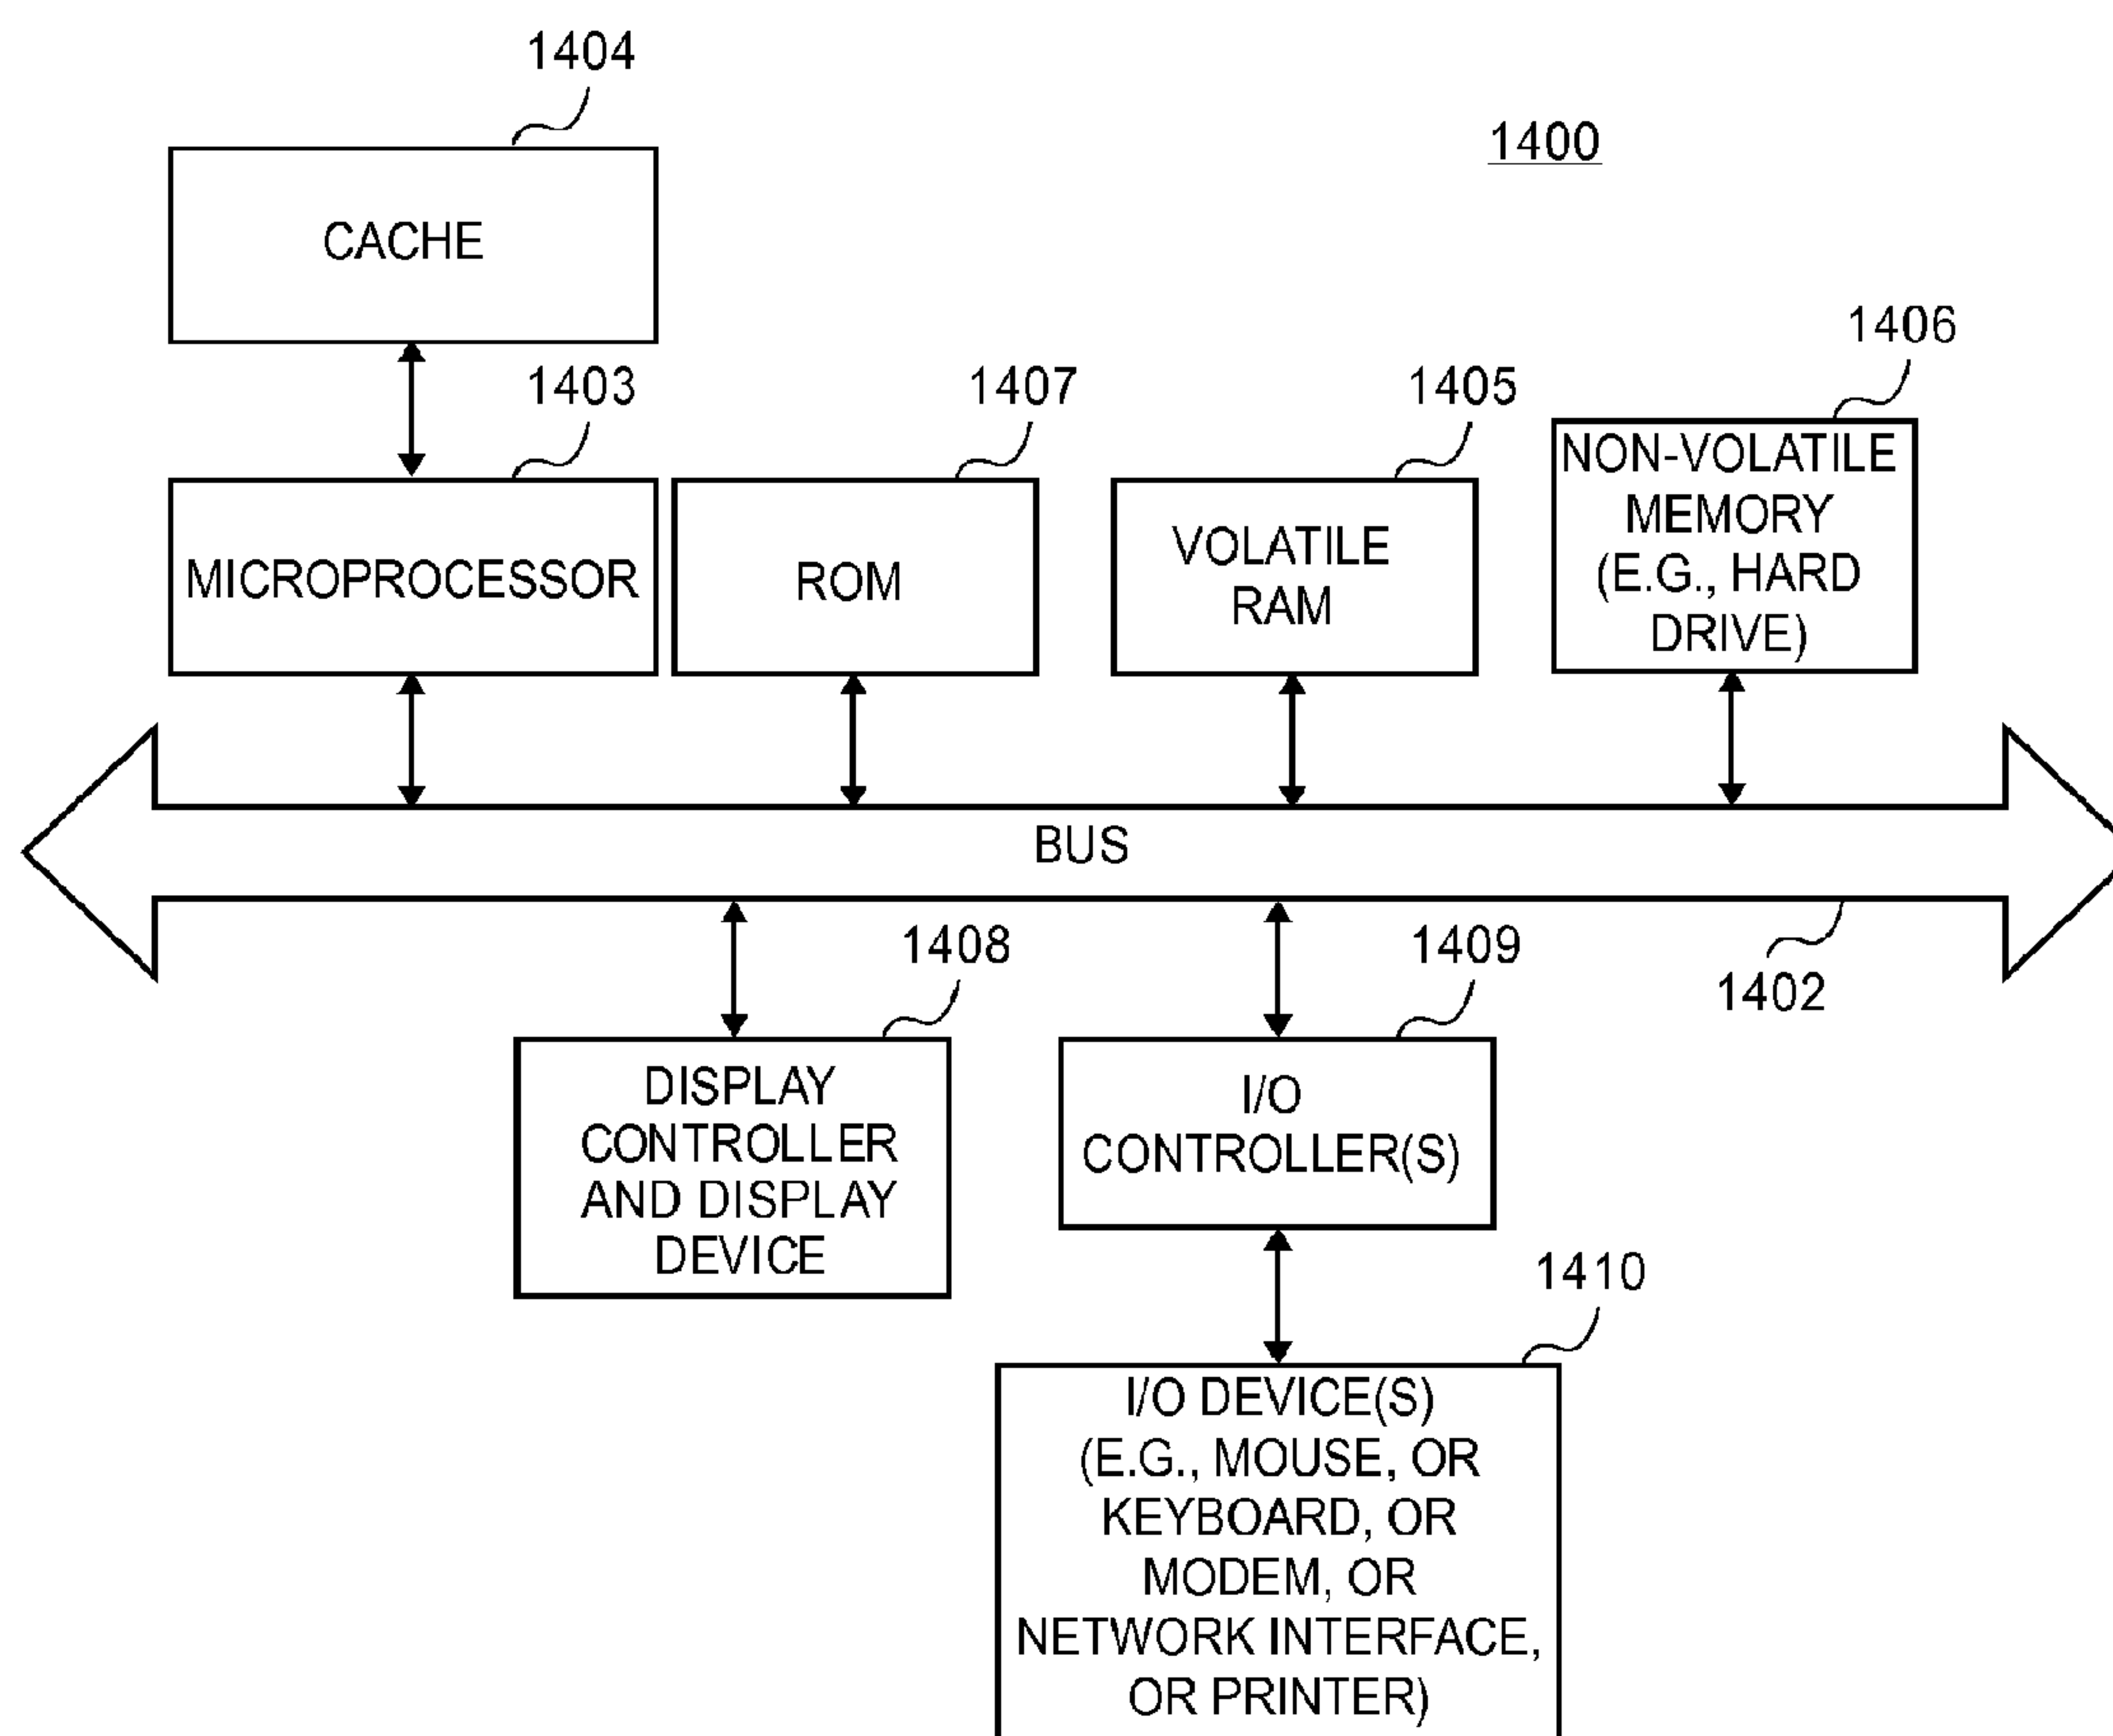 1404
1400
CACHE
1406
1403
1407
1405
NON-VOLATILE
MEMORY
(E.G., HARD
DRIVE)
MICROPROCESSOR
ROM
VOLATILE
RAM
BUS
1408
1409
1402
DISPLAY
CONTROLLER
AND DISPLAY
DEVICE
I/O
CONTROLLER(S)
1410
I/O DEVICE(S)
(E.G., MOUSE, OR
KEYBOARD, OR
MODEM, OR
NETWORK INTERFACE,
OR PRINTER)